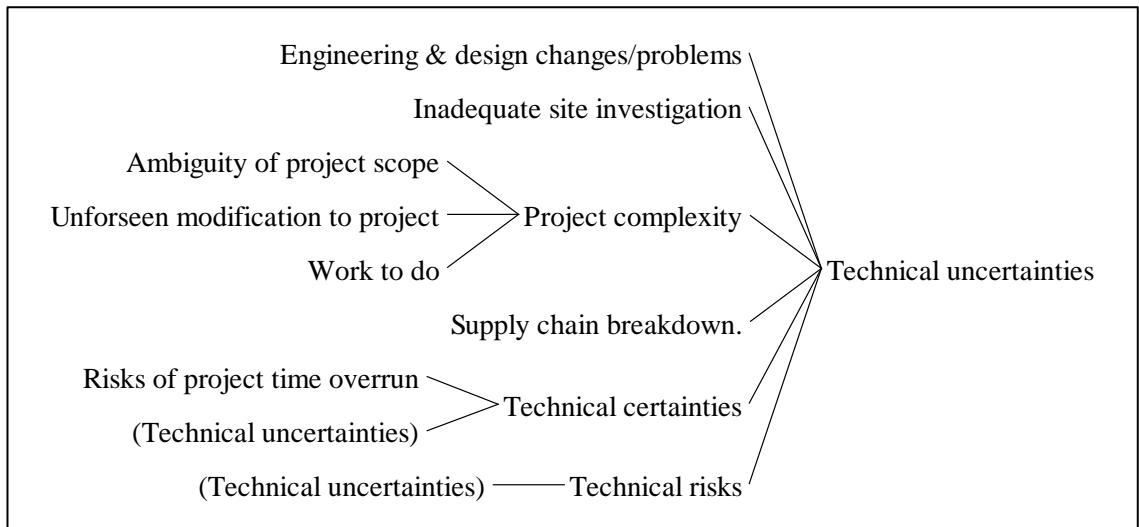 Engineering & design changes/problems
Inadequate site investigation
Ambiguity of project scope
Unforseen modification to project
Project complexity
Work to do
Technical uncertainties
Supply chain breakdown.
Risks of project time overrun
Technical certainties
(Technical uncertainties)
(Technical uncertainties)
Technical risks